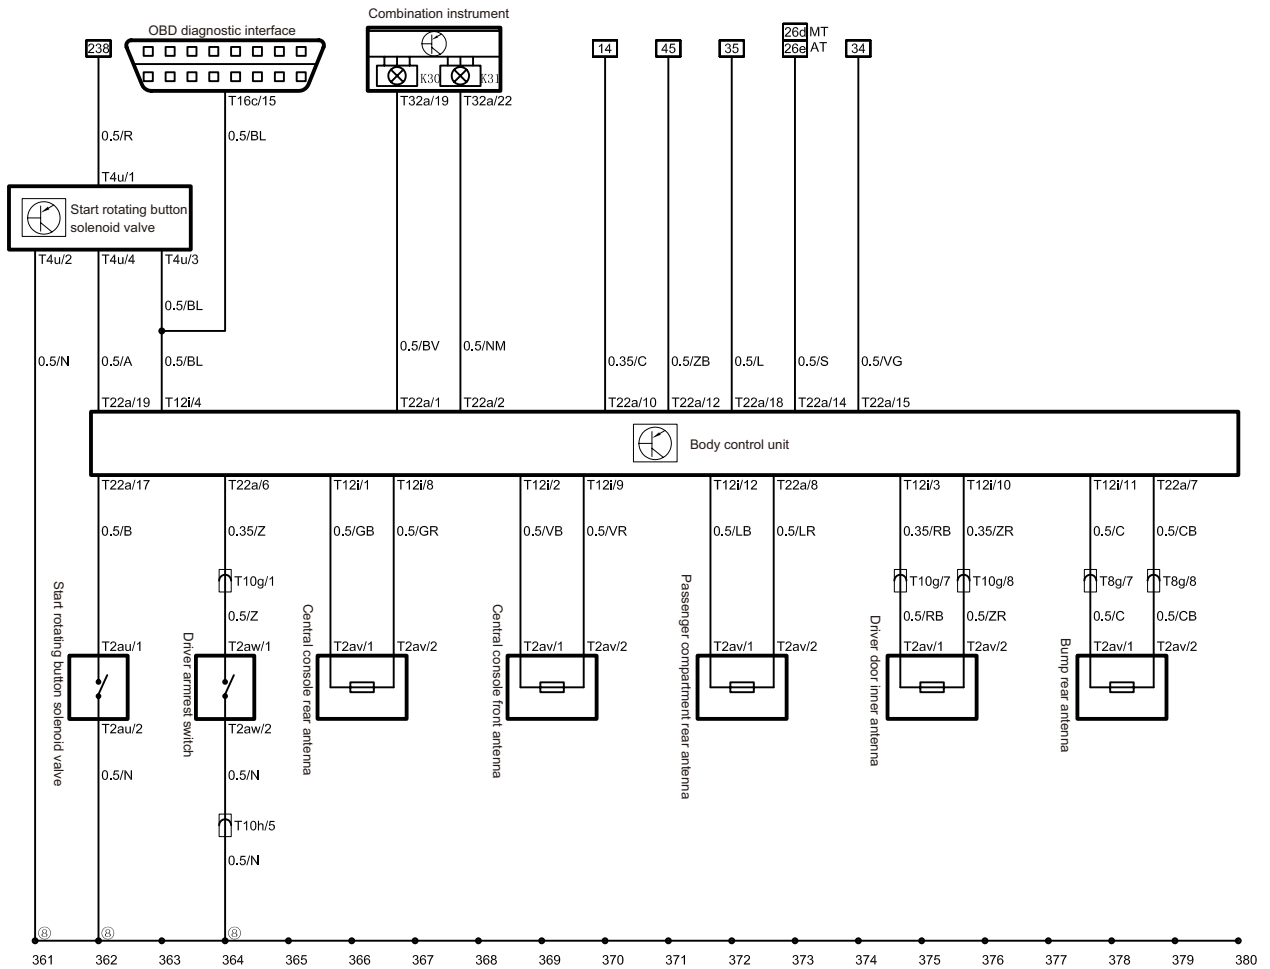 Combination instrument
OBD diagnostic interface
238
14
45
35
26d MT
26e AT
34
K30
K31
T16c/15
T32a/19
T32a/22
0.5/R
0.5/BL
T4u/1
Start rotating button
solenoid valve
T4u/2
T4u/4
T4u/3
0.5/BL
0.5/BV
0.5/NM
0.5/N
0.5/A
0.5/BL
0.35/C
0.5/ZB
0.5/L
0.5/S
0.5/VG
T22a/19
T12i/4
T22a/1
T22a/2
T22a/10
T22a/12
T22a/18
T22a/14
T22a/15
Body control unit
T22a/17
T22a/6
T12i/1
T12i/8
T12i/2
T12i/9
T12i/12
T22a/8
T12i/3
T12i/10
T12i/11
T22a/7
0.5/B
0.35/Z
0.5/GB
0.5/GR
0.5/VB
0.5/VR
0.5/LB
0.5/LR
0.35/RB
0.35/ZR
0.5/C
0.5/CB
T10g/1
T10g/7
T10g/8
T8g/7
T8g/8
0.5/Z
0.5/RB
0.5/ZR
0.5/C
0.5/CB
T2au/1
T2aw/1
T2av/1
T2av/2
T2av/1
T2av/2
T2av/1
T2av/2
T2av/1
T2av/2
T2av/1
T2av/2
Start rotating button solenoid valve
Driver armrest switch
Central console rear antenna
Central console front antenna
Passenger compartment rear antenna
Driver door inner antenna
Bump rear antenna
T2au/2
T2aw/2
0.5/N
0.5/N
T10h/5
0.5/N
⑧
⑧
⑧
361 362 363 364 365 366 367 368 369 370 371 372 373 374 375 376 377 378 379 380